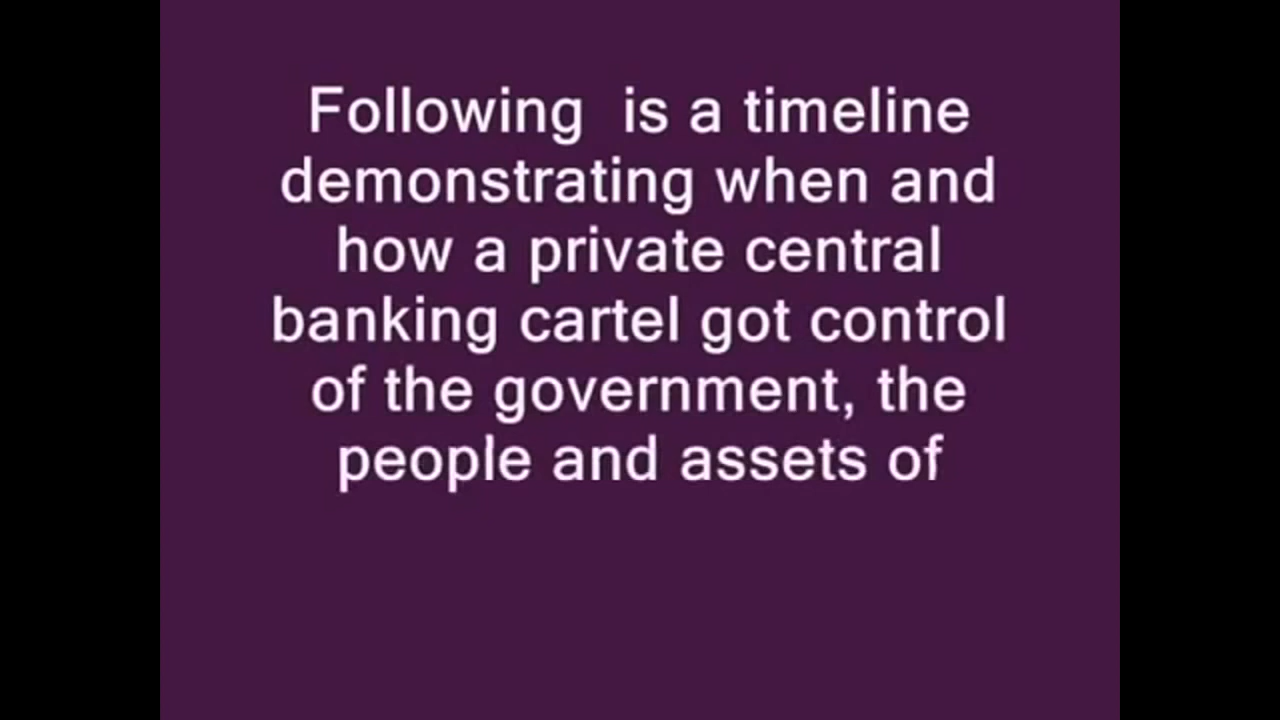 Following  is a timeline
demonstrating when and
how a private central
banking cartel got control
of the government, the
people and assets of